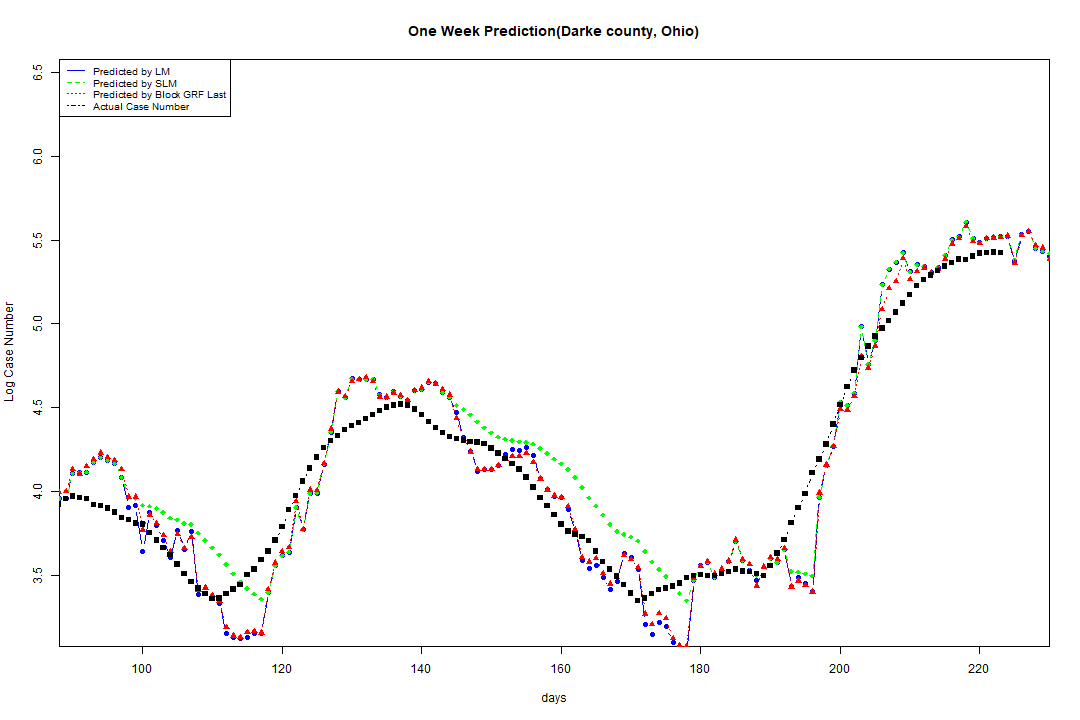 One Week Prediction(Darke county, Ohio)
Predicted by LM
Predicted by SLM
Predicted by Block GRF Last
Actual Case Number
6.5
6.0
5.5
5.0
4.5
4.0
3.5
Log Case Number
100 120 140 160 180 200 220
days